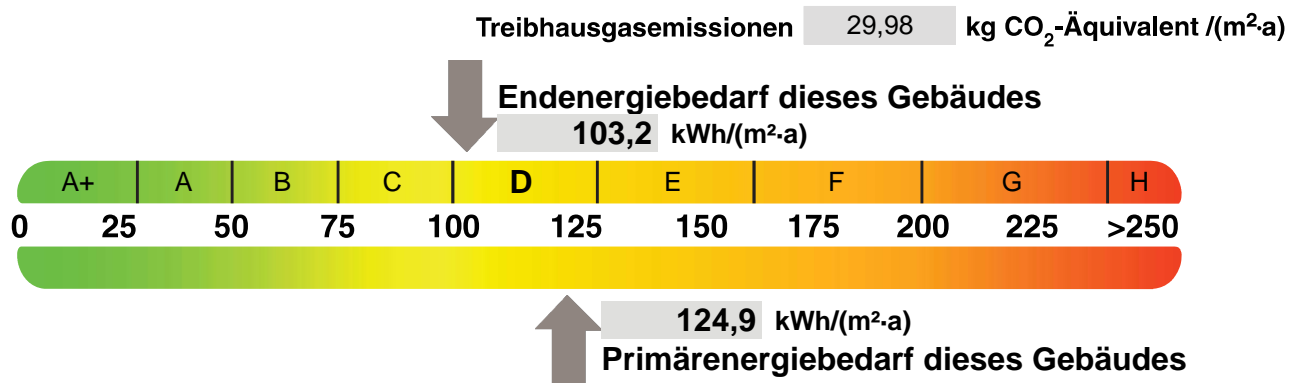 Treibhausgasemissionen 29,98 kg CO₂-Äquivalent /(m²·a)
Endenergiebedarf dieses Gebäudes
103,2 kWh/(m²·a)
A+ A B C D E F G H
0 25 50 75 100 125 150 175 200 225 >250
124,9 kWh/(m²·a)
Primärenergiebedarf dieses Gebäudes